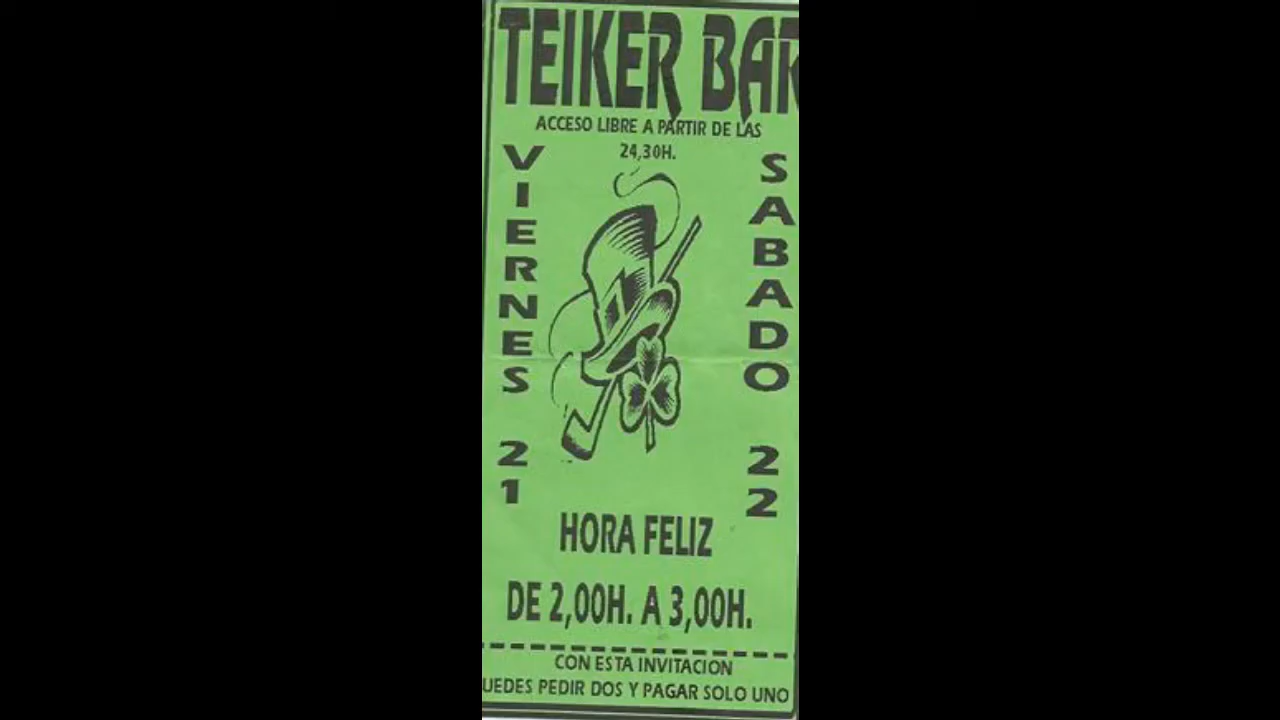 TEIKER BAR
ACCESO LIBRE A PARTIR DE LAS
24,30H.
VIERNES 21
SABADO 22
HORA FELIZ
DE 2,00H. A 3,00H.
CON ESTA INVITACION
UEDES PEDIR DOS Y PAGAR SOLO UNO